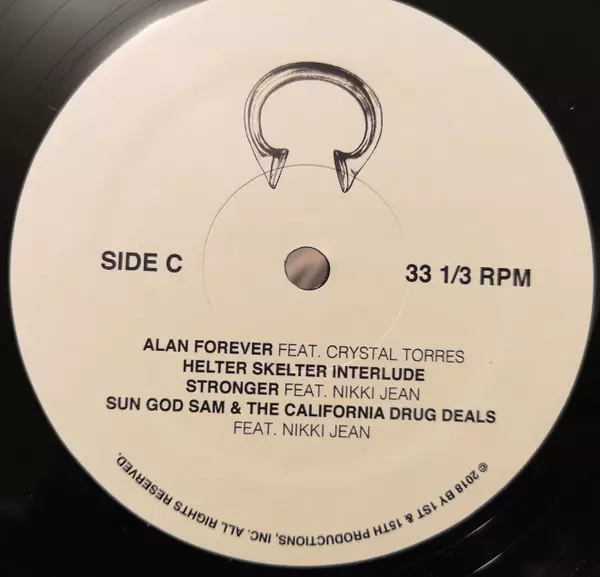 SIDE C
33 1/3 RPM
ALAN FOREVER FEAT. CRYSTAL TORRES
HELTER SKELTER iNTERLUDE
STRONGER FEAT. NIKKI JEAN
SUN GOD SAM & THE CALIFORNIA DRUG DEALS
FEAT. NIKKI JEAN
© 2018 BY 1ST & 15TH PRODUCTIONS, INC. ALL RIGHTS RESERVED.